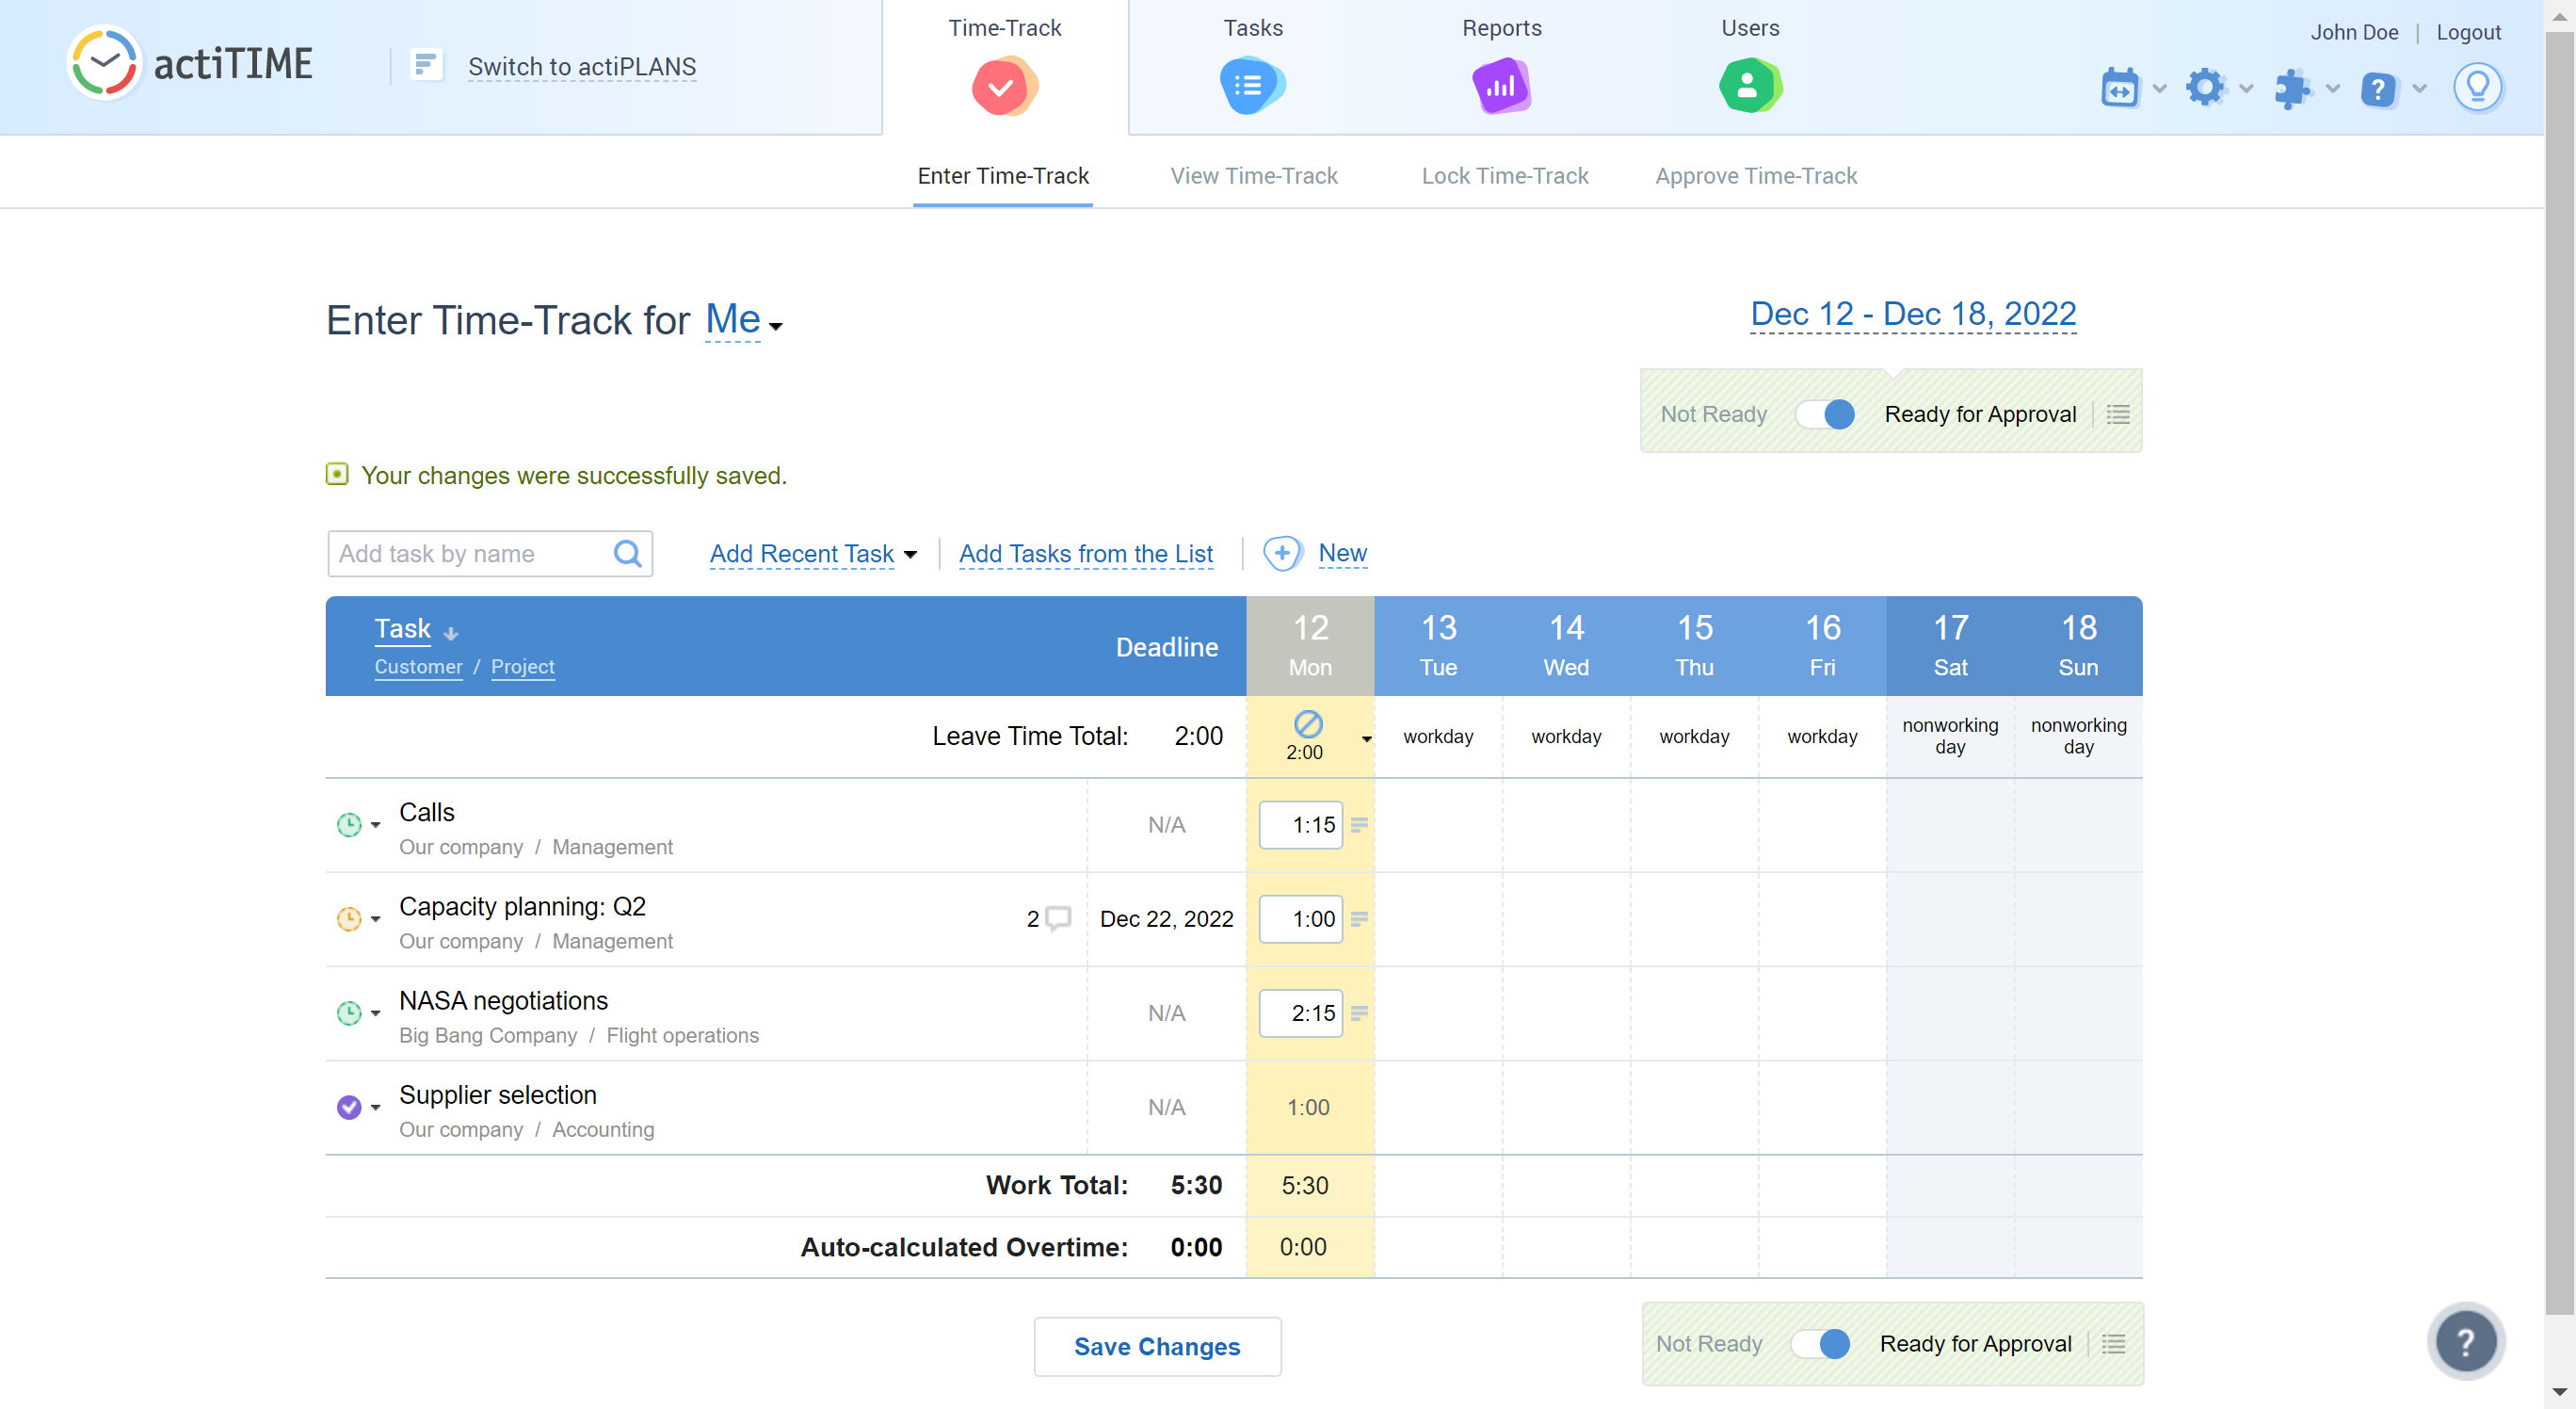 Time-Track Tasks Reports Users
John Doe | Logout
actiTIME Switch to actiPLANS
Enter Time-Track View Time-Track Lock Time-Track Approve Time-Track
Enter Time-Track for Me
Dec 12 - Dec 18, 2022
Not Ready Ready for Approval
Your changes were successfully saved.
Add task by name Add Recent Task Add Tasks from the List New
Task
Customer / Project
Deadline
12 13 14 15 16 17 18
Mon Tue Wed Thu Fri Sat Sun
Leave Time Total: 2:00 2:00 workday workday workday workday nonworking day nonworking day
Calls
Our company / Management
N/A 1:15
Capacity planning: Q2
Our company / Management
2 Dec 22, 2022 1:00
NASA negotiations
Big Bang Company / Flight operations
N/A 2:15
Supplier selection
Our company / Accounting
N/A 1:00
Work Total: 5:30 5:30
Auto-calculated Overtime: 0:00 0:00
Save Changes
Not Ready Ready for Approval
?